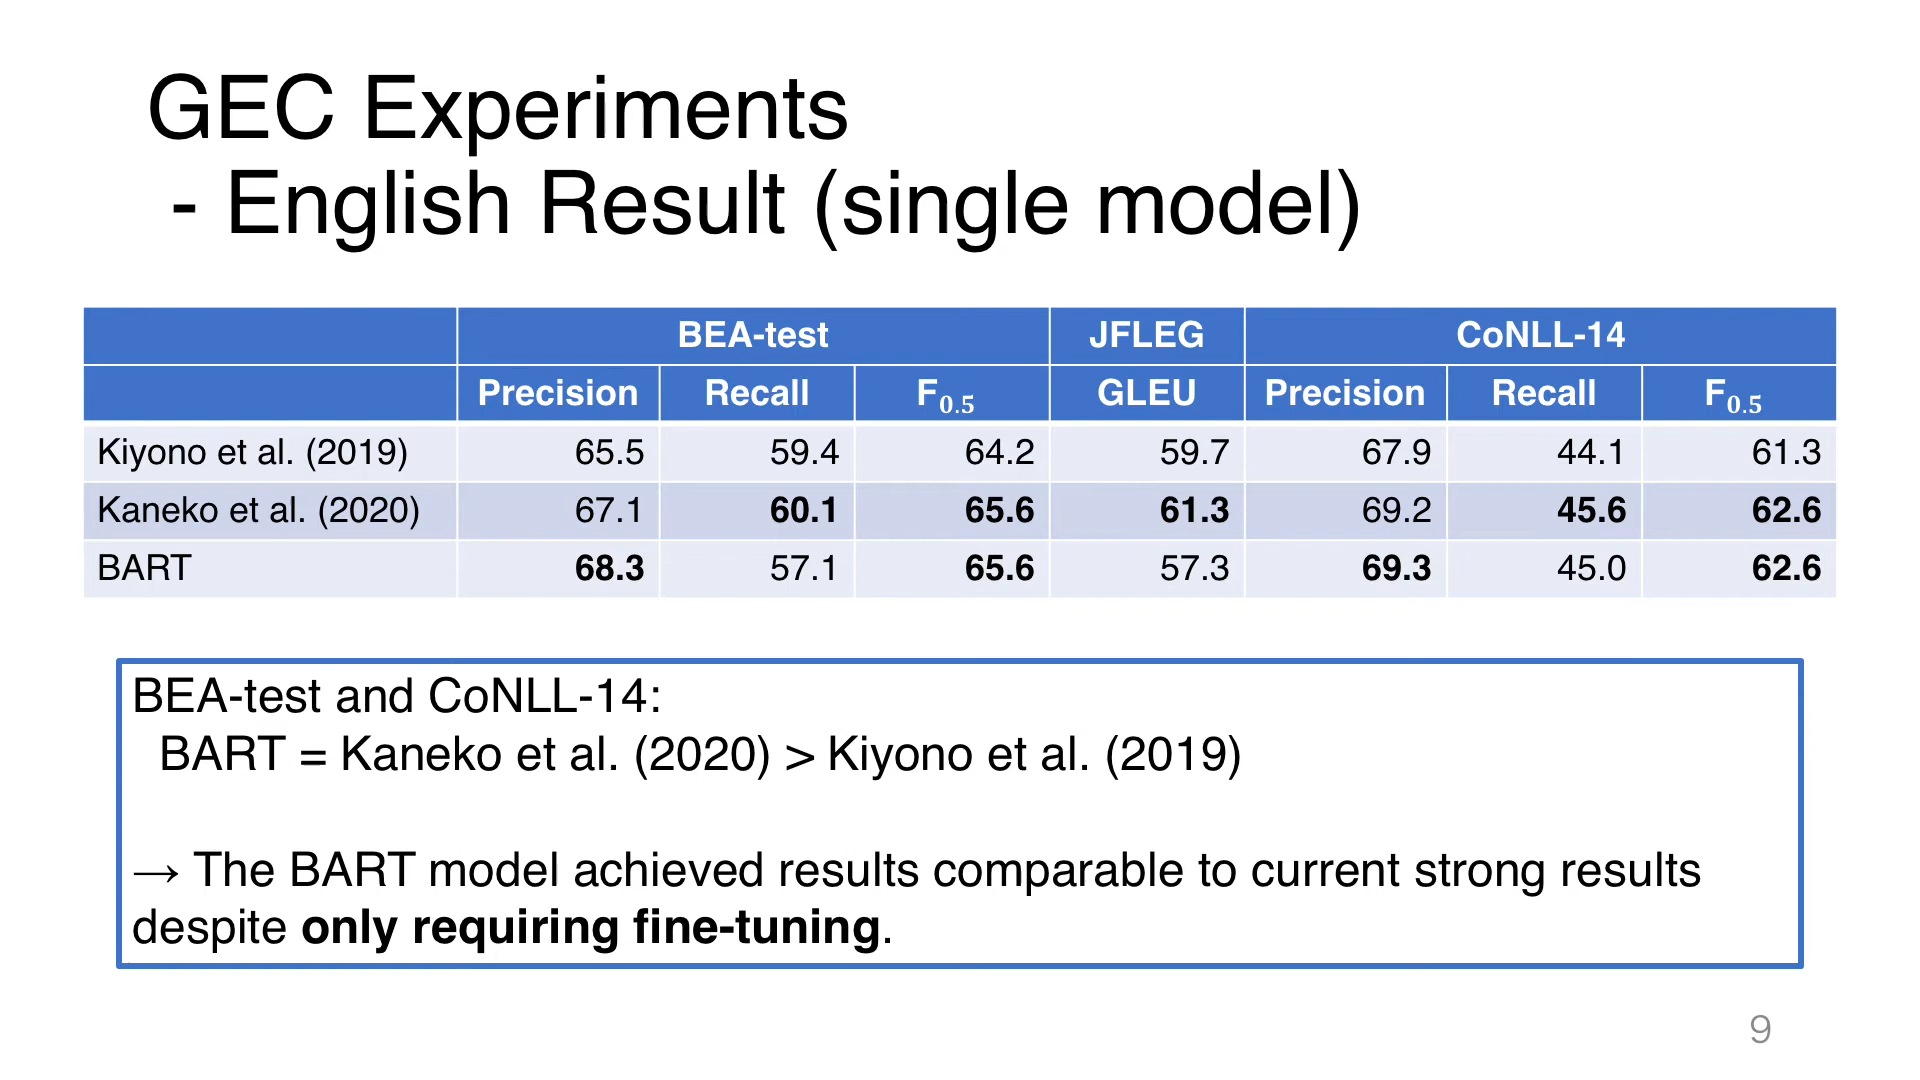 GEC Experiments
- English Result (single model)
BEA-test JFLEG CoNLL-14
Precision Recall F0.5 GLEU Precision Recall F0.5
Kiyono et al. (2019) 65.5 59.4 64.2 59.7 67.9 44.1 61.3
Kaneko et al. (2020) 67.1 60.1 65.6 61.3 69.2 45.6 62.6
BART 68.3 57.1 65.6 57.3 69.3 45.0 62.6
BEA-test and CoNLL-14:
BART = Kaneko et al. (2020) > Kiyono et al. (2019)
→ The BART model achieved results comparable to current strong results
despite only requiring fine-tuning.
9